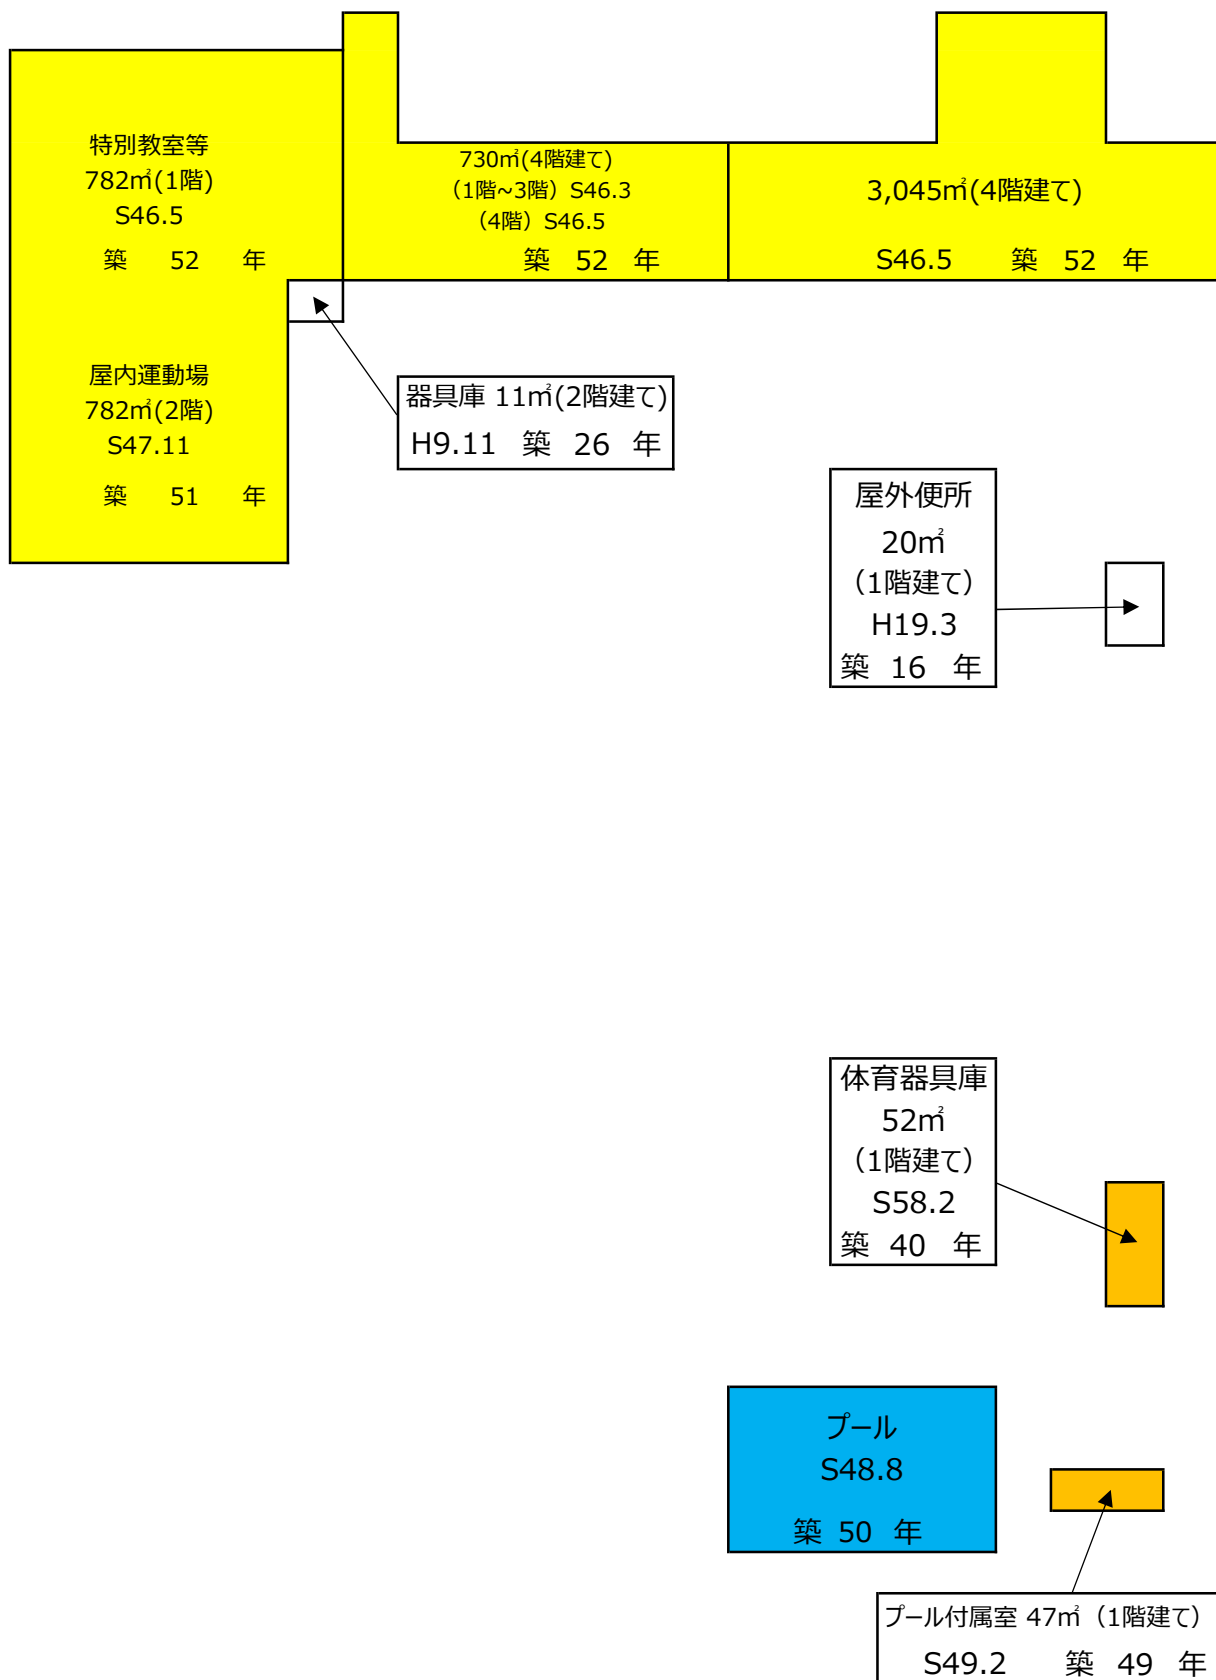 特別教室等
782㎡(1階)
S46.5
築 52 年
730㎡(4階建て)
（1階~3階）S46.3
（4階）S46.5
築 52 年
3,045㎡(4階建て)
S46.5 築 52 年
屋内運動場
782㎡(2階)
S47.11
築 51 年
器具庫 11㎡(2階建て)
H9.11 築 26 年
屋外便所
20㎡
（1階建て）
H19.3
築 16 年
体育器具庫
52㎡
（1階建て）
S58.2
築 40 年
プール
S48.8
築 50 年
プール付属室 47㎡（1階建て）
S49.2 築 49 年